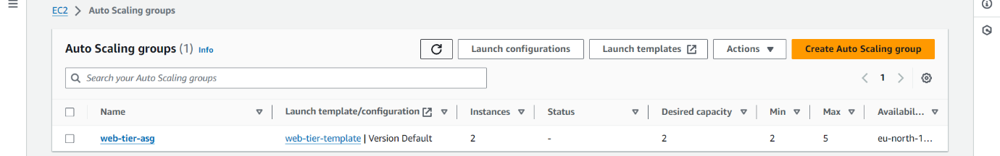 EC2 > Auto Scaling groups
Auto Scaling groups (1) Info
Launch configurations
Launch templates
Actions
Create Auto Scaling group
Search your Auto Scaling groups
1
Name Launch template/configuration Instances Status Desired capacity Min Max Availabil...
web-tier-asg web-tier-template | Version Default 2 - 2 2 5 eu-north-1...